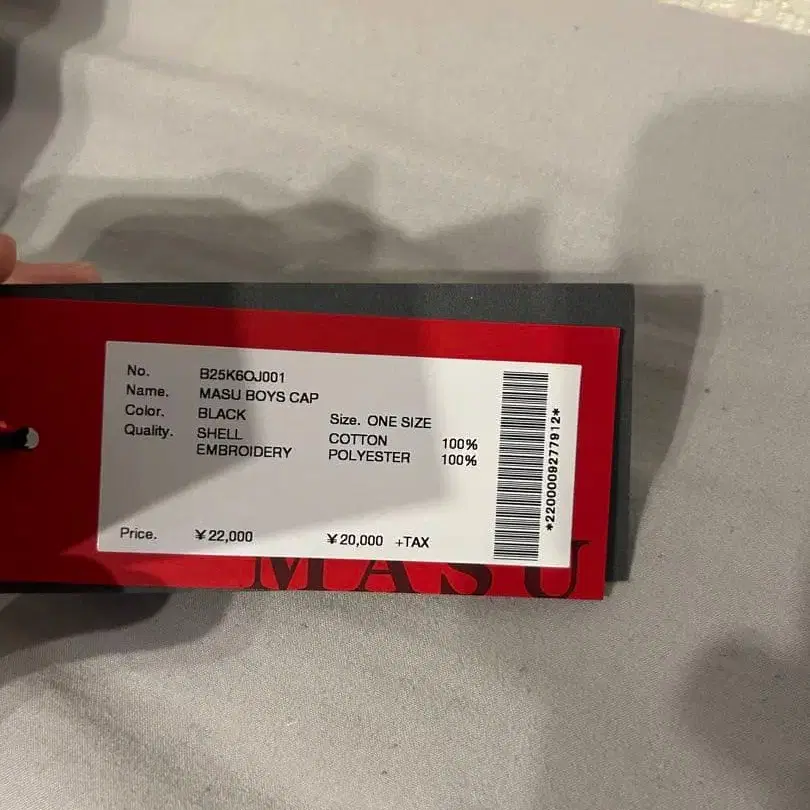 No. B25K6OJ001
Name. MASU BOYS CAP
Color. BLACK Size. ONE SIZE
Quality. SHELL COTTON 100%
EMBROIDERY POLYESTER 100%
Price. ¥22,000 ¥20,000 +TAX
*2200009277912*
MASU